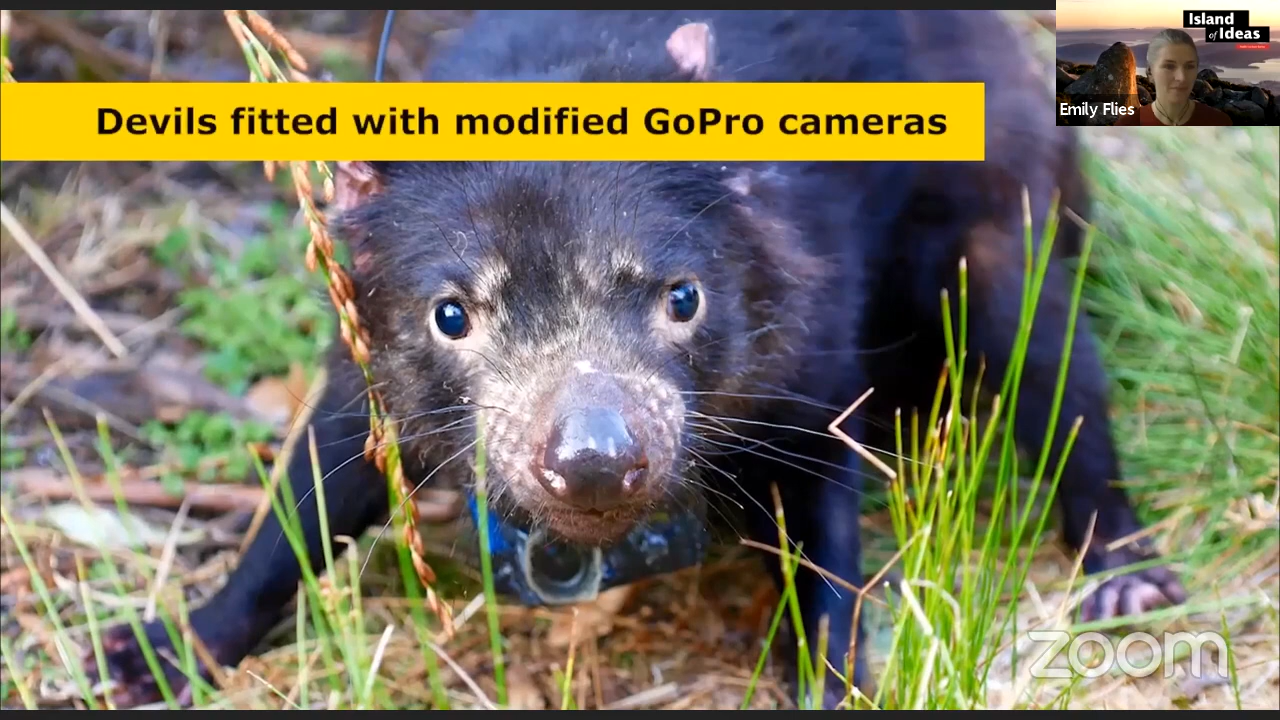 Devils fitted with modified GoPro cameras
Island
of Ideas
Emily Flies
zoom